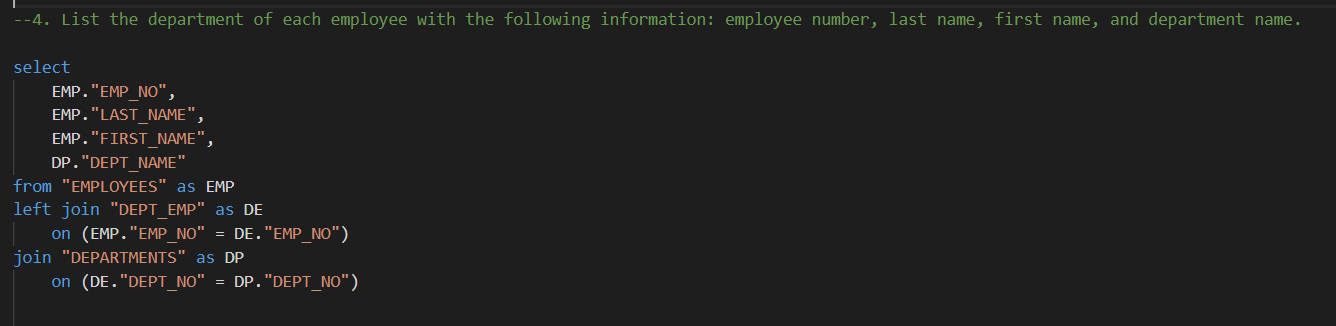 --4. List the department of each employee with the following information: employee number, last name, first name, and department name.
select
EMP."EMP_NO",
EMP."LAST_NAME",
EMP."FIRST_NAME",
DP."DEPT_NAME"
from "EMPLOYEES" as EMP
left join "DEPT_EMP" as DE
on (EMP."EMP_NO" = DE."EMP_NO")
join "DEPARTMENTS" as DP
on (DE."DEPT_NO" = DP."DEPT_NO")